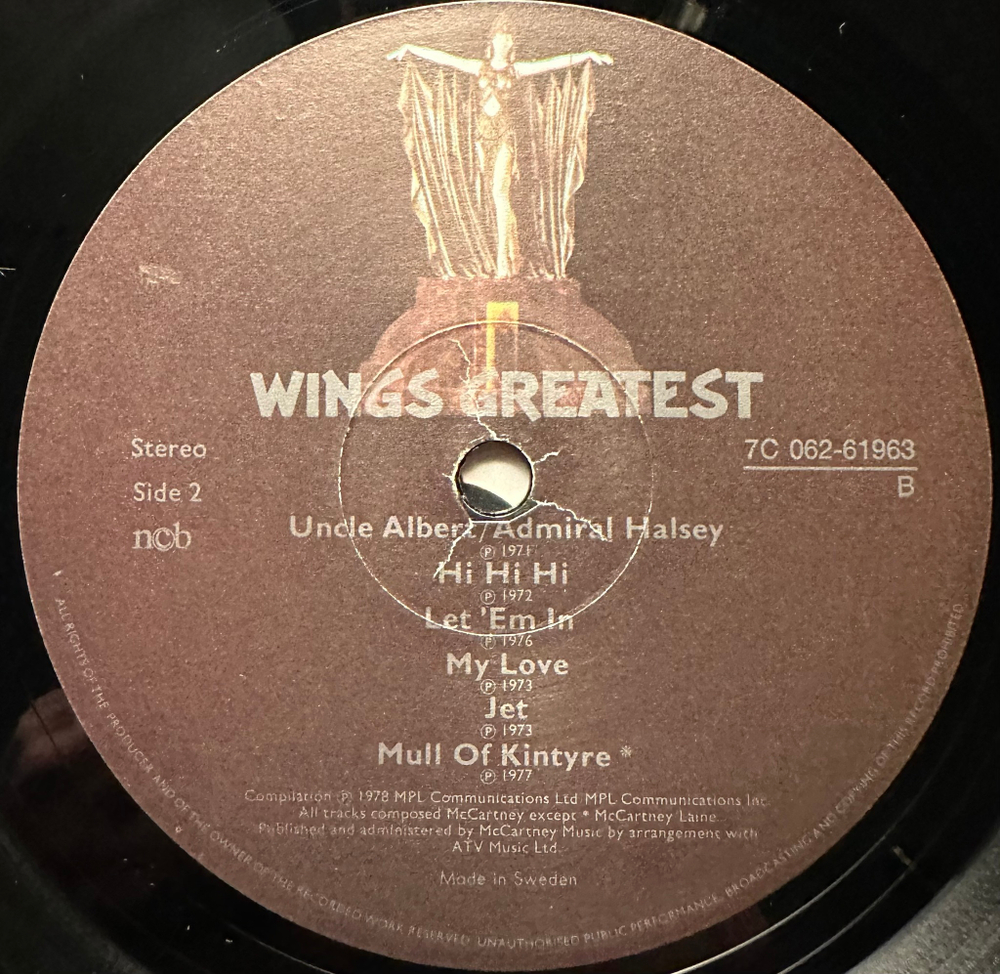 WINGS GREATEST
Stereo
7C 062-61963
Side 2
B
n©b
Uncle Albert/Admiral Halsey
℗ 1971
Hi Hi Hi
℗ 1972
Let 'Em In
℗ 1976
My Love
℗ 1973
Jet
℗ 1973
Mull Of Kintyre *
℗ 1977
Compilation ℗ 1978 MPL Communications Ltd MPL Communications Inc.
All tracks composed McCartney except * McCartney Laine
Published and administered by McCartney Music by arrangement with
ATV Music Ltd.
Made in Sweden
ALL RIGHTS OF THE PRODUCER AND OF THE OWNER OF THE RECORDED WORK RESERVED UNAUTHORISED PUBLIC PERFORMANCE, BROADCASTING AND COPYING OF THIS RECORD PROHIBITED